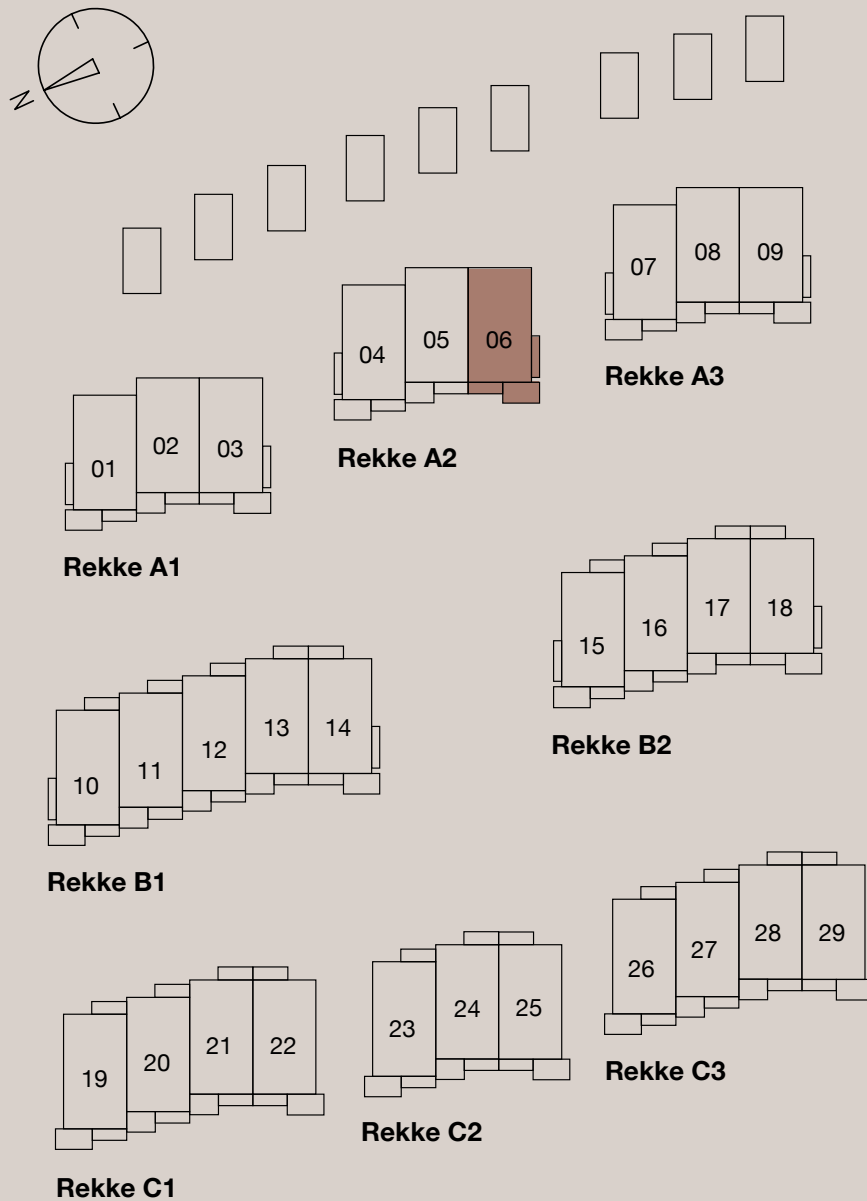 N
07 08 09
Rekke A3
04 05 06
Rekke A2
01 02 03
Rekke A1
15 16 17 18
Rekke B2
10 11 12 13 14
Rekke B1
26 27 28 29
Rekke C3
23 24 25
Rekke C2
19 20 21 22
Rekke C1